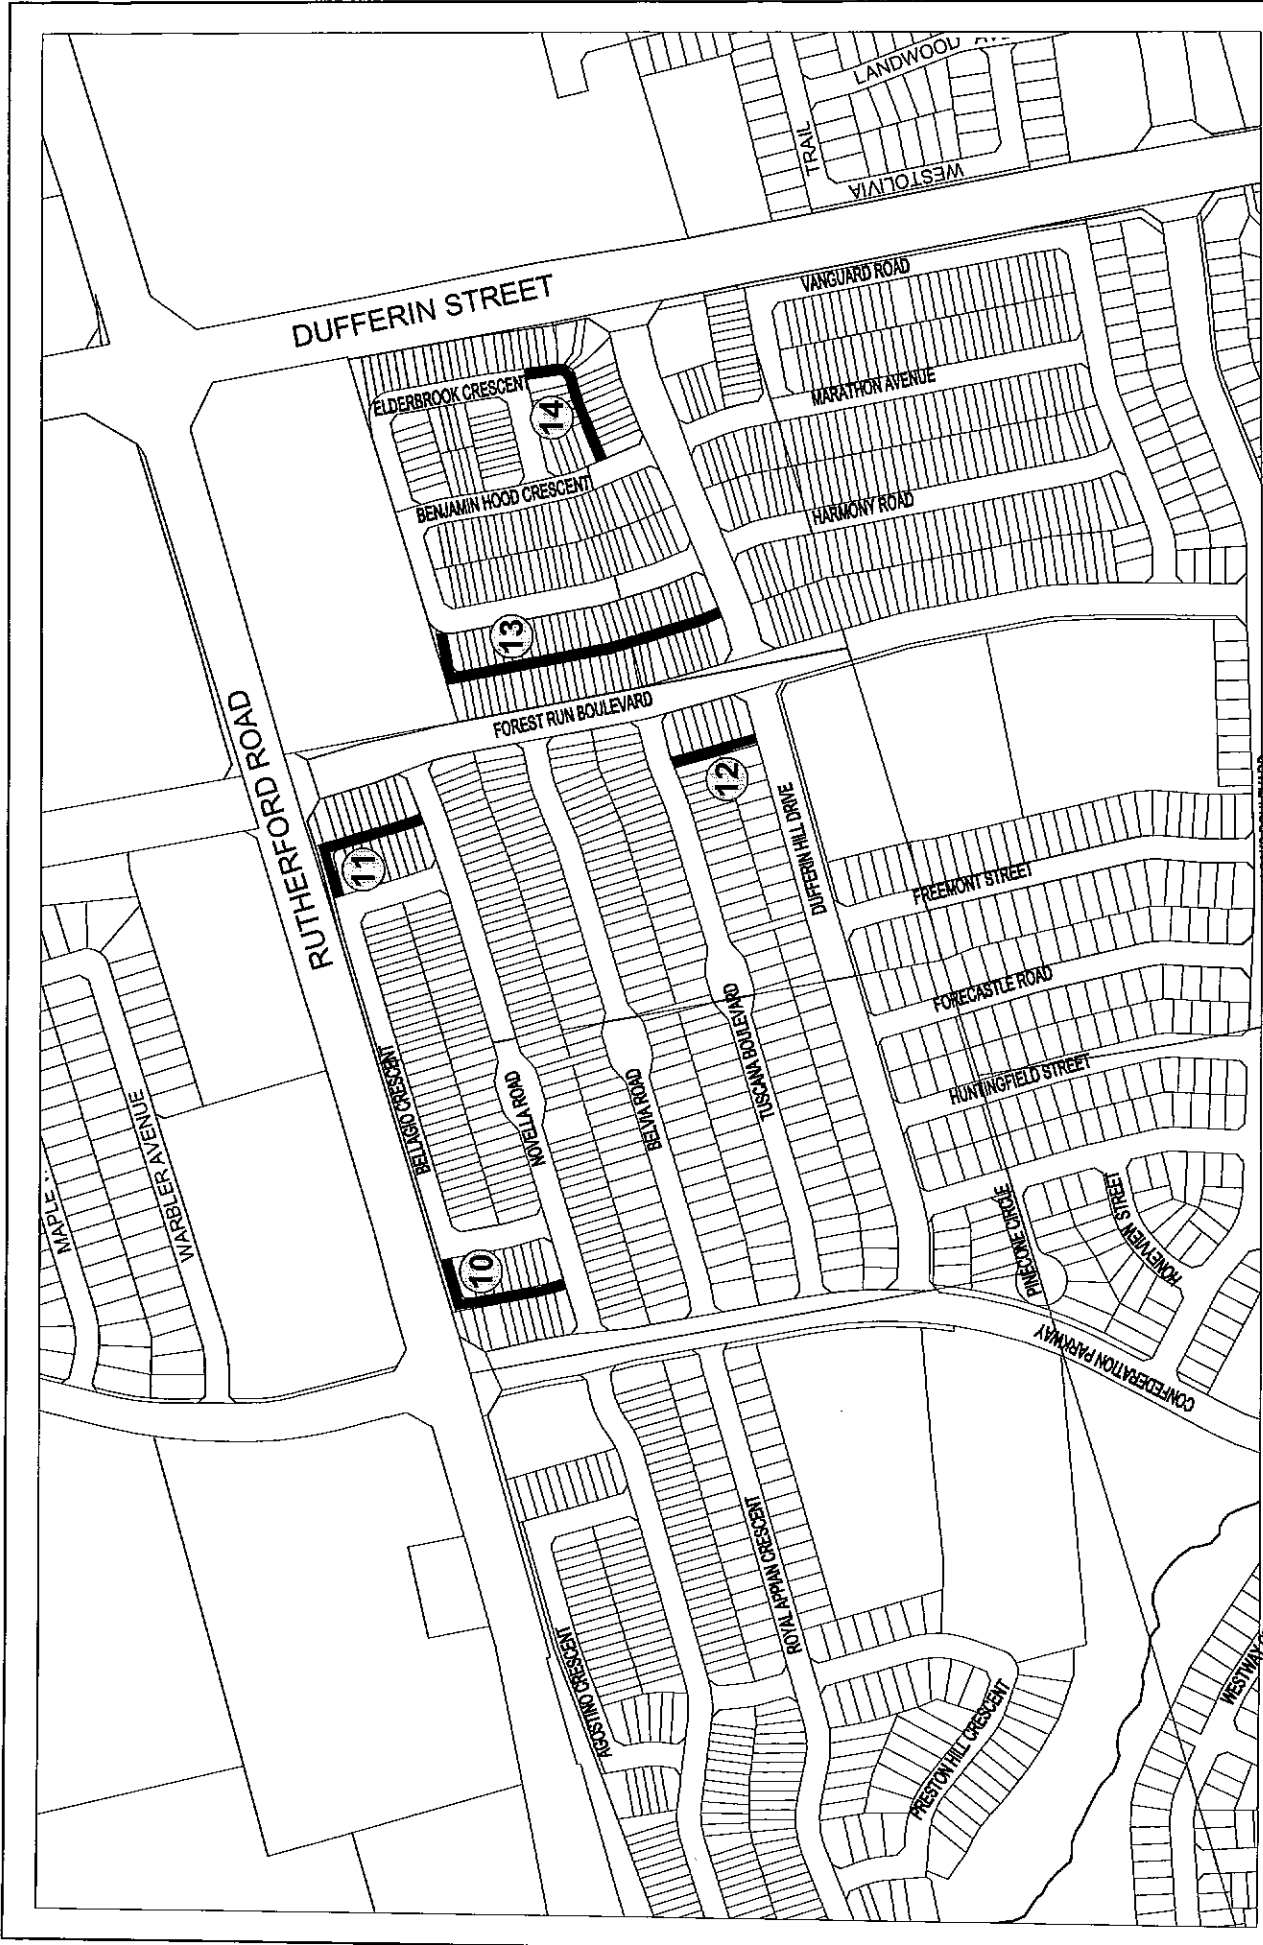 LANDWOOD
TRAIL
WESTOLIVIA
DUFFERIN STREET
VANGUARD ROAD
ELDERBROOK CRESCENT
MARATHON AVENUE
14
BENJAMIN HOOD CRESCENT
HARMONY ROAD
13
FOREST RUN BOULEVARD
RUTHERFORD ROAD
12
DUFFERIN HILL DRIVE
11
FREEMONT STREET
FORECASTLE ROAD
TUSCANA BOULEVARD
BELLAGIO CRESCENT
NOVELLA ROAD
BELVIA ROAD
HUNTINGFIELD STREET
MAPLE
WARBLER AVENUE
PINECONE CIRCLE
HONEYVIEW STREET
10
CONFEDERATION PARKWAY
ROYAL APPIAN CRESCENT
AGOSTINO CRESCENT
PRESTON HILL CRESCENT
WESTWAY